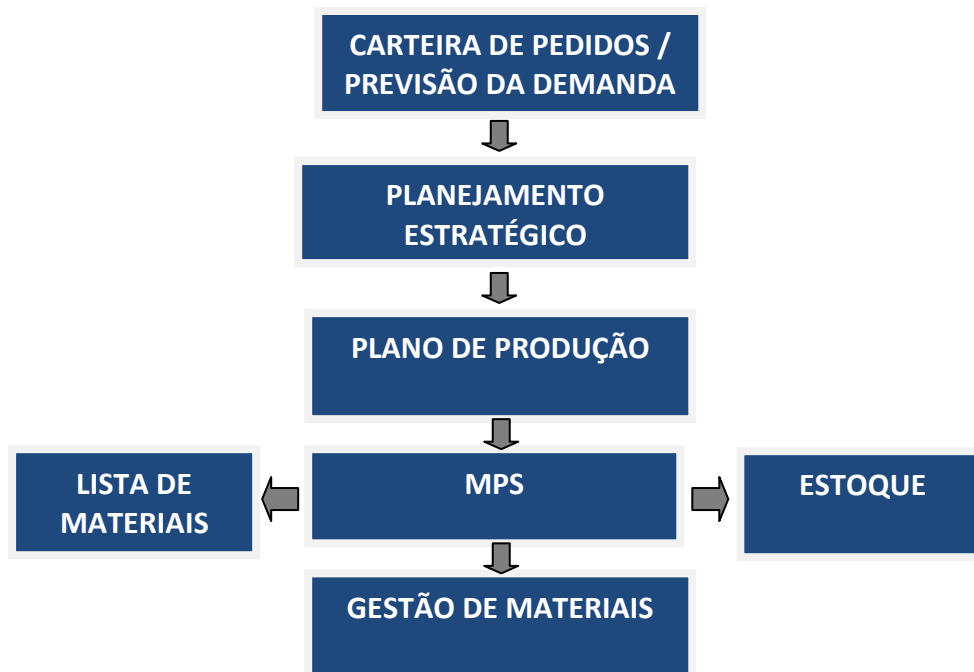 CARTEIRA DE PEDIDOS /
PREVISÃO DA DEMANDA
PLANEJAMENTO
ESTRATÉGICO
PLANO DE PRODUÇÃO
LISTA DE
MATERIAIS
MPS
ESTOQUE
GESTÃO DE MATERIAIS